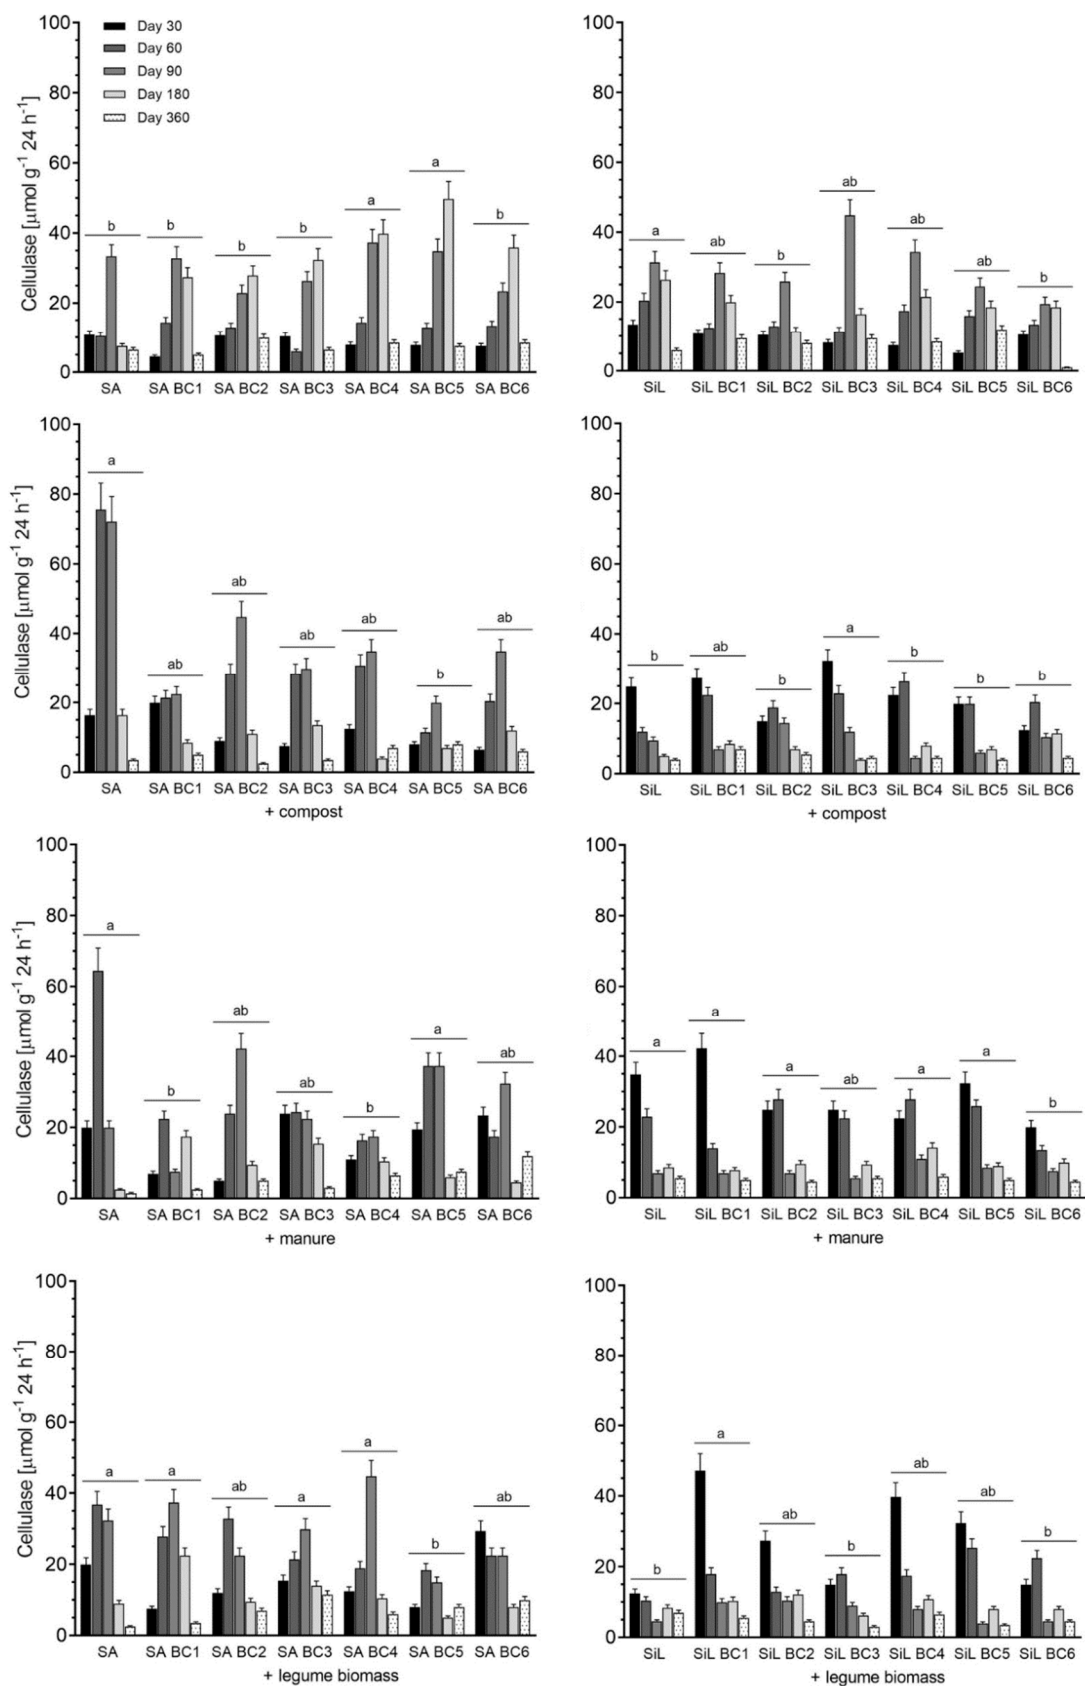 Day 30
Day 60
Day 90
Day 180
Day 360
Cellulase [µmol g⁻¹ 24 h⁻¹]
100
80
60
40
20
0
b b b b a a b
SA SA BC1 SA BC2 SA BC3 SA BC4 SA BC5 SA BC6
100
80
60
40
20
0
a ab b ab ab ab b
SiL SiL BC1 SiL BC2 SiL BC3 SiL BC4 SiL BC5 SiL BC6
Cellulase [µmol g⁻¹ 24 h⁻¹]
100
80
60
40
20
0
a ab ab ab ab b ab
SA SA BC1 SA BC2 SA BC3 SA BC4 SA BC5 SA BC6
+ compost
100
80
60
40
20
0
b ab b a b b b
SiL SiL BC1 SiL BC2 SiL BC3 SiL BC4 SiL BC5 SiL BC6
+ compost
Cellulase [µmol g⁻¹ 24 h⁻¹]
100
80
60
40
20
0
a b ab ab b a ab
SA SA BC1 SA BC2 SA BC3 SA BC4 SA BC5 SA BC6
+ manure
100
80
60
40
20
0
a a a ab a a b
SiL SiL BC1 SiL BC2 SiL BC3 SiL BC4 SiL BC5 SiL BC6
+ manure
Cellulase [µmol g⁻¹ 24 h⁻¹]
100
80
60
40
20
0
a a ab a a b ab
SA SA BC1 SA BC2 SA BC3 SA BC4 SA BC5 SA BC6
+ legume biomass
100
80
60
40
20
0
b a ab b ab ab b
SiL SiL BC1 SiL BC2 SiL BC3 SiL BC4 SiL BC5 SiL BC6
+ legume biomass